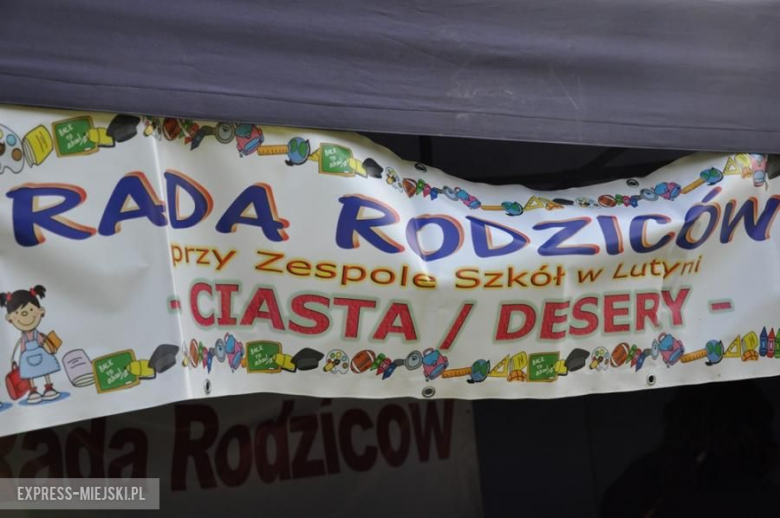 RADA RODZICÓW
przy Zespole Szkół w Lutyni
- CIASTA / DESERY -
Rada Rodziców
EXPRESS-MIEJSKI.PL